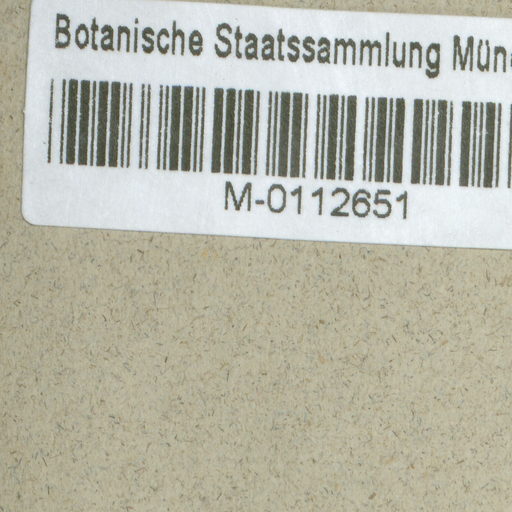 Botanische Staatssammlung Mün
M-0112651